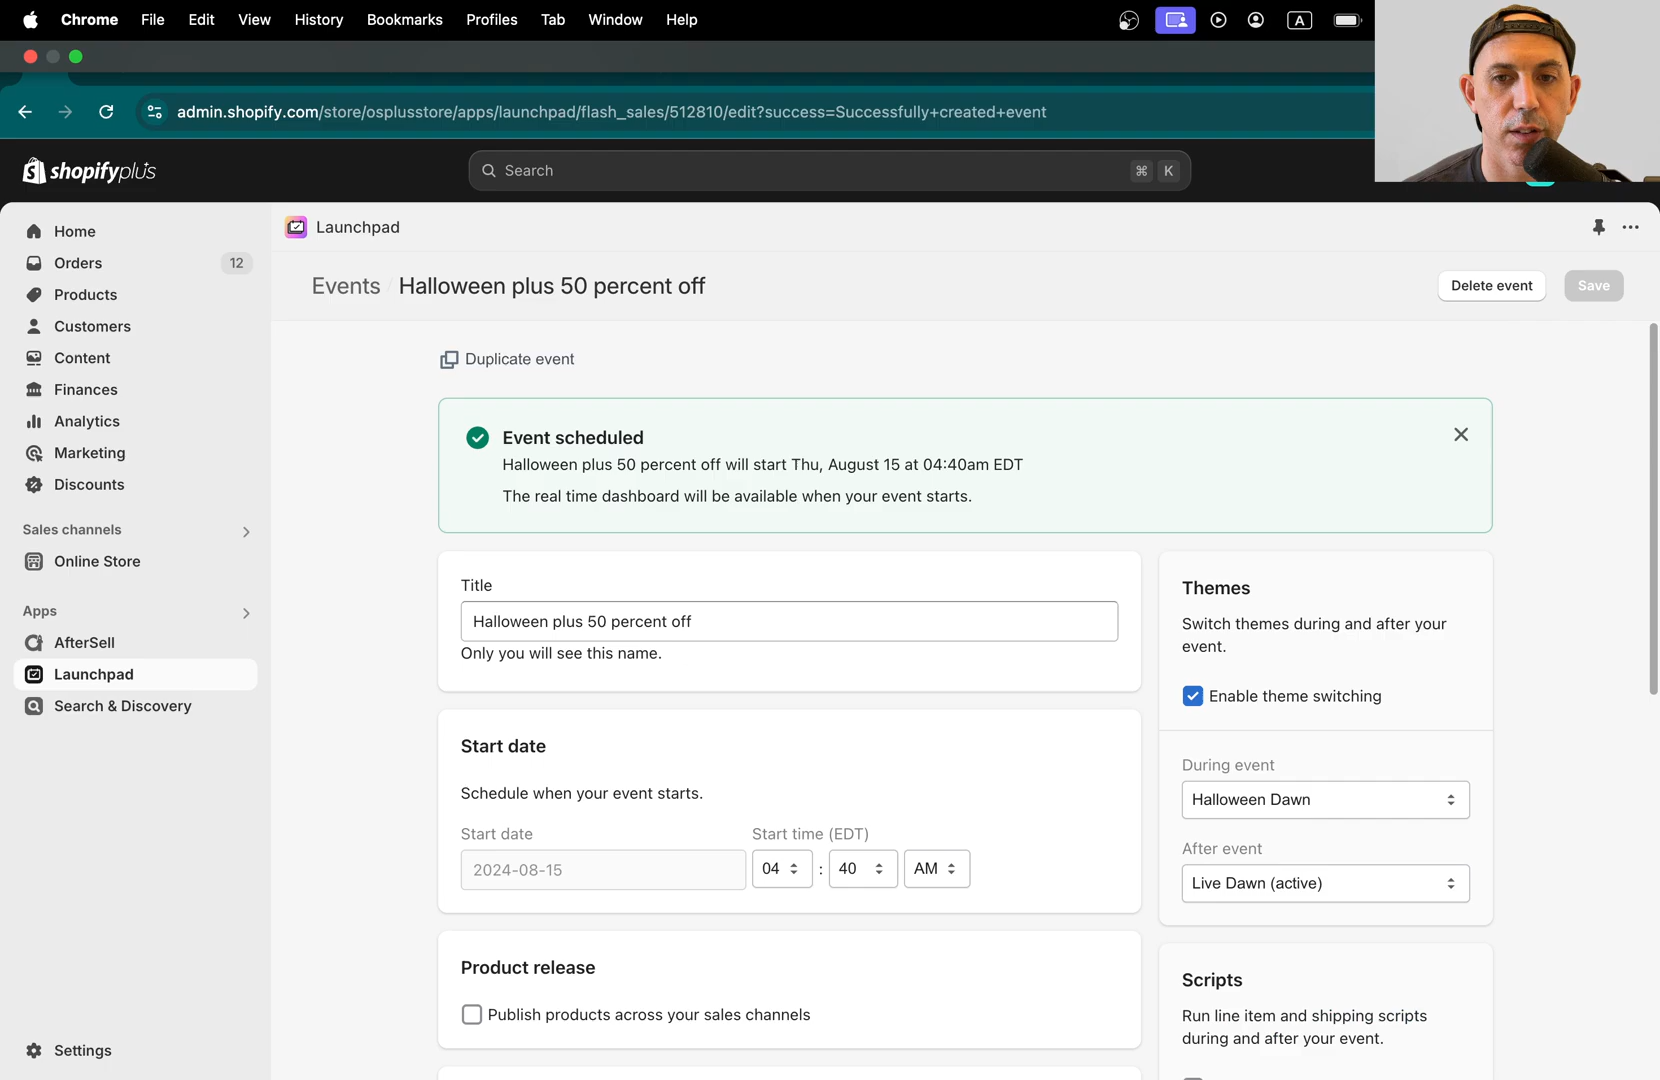 Chrome File Edit View History Bookmarks Profiles Tab Window Help A
admin.shopify.com/store/osplusstore/apps/launchpad/flash_sales/512810/edit?success=Successfully+created+event
shopifyplus
Search ⌘ K
Home
Orders 12
Products
Customers
Content
Finances
Analytics
Marketing
Discounts
Sales channels
Online Store
Apps
AfterSell
Launchpad
Search & Discovery
Settings
Launchpad
Events / Halloween plus 50 percent off
Delete event
Save
Duplicate event
Event scheduled
Halloween plus 50 percent off will start Thu, August 15 at 04:40am EDT
The real time dashboard will be available when your event starts.
Title
Halloween plus 50 percent off
Only you will see this name.
Start date
Schedule when your event starts.
Start date Start time (EDT)
2024-08-15 04 : 40 AM
Product release
Publish products across your sales channels
Themes
Switch themes during and after your
event.
Enable theme switching
During event
Halloween Dawn
After event
Live Dawn (active)
Scripts
Run line item and shipping scripts
during and after your event.